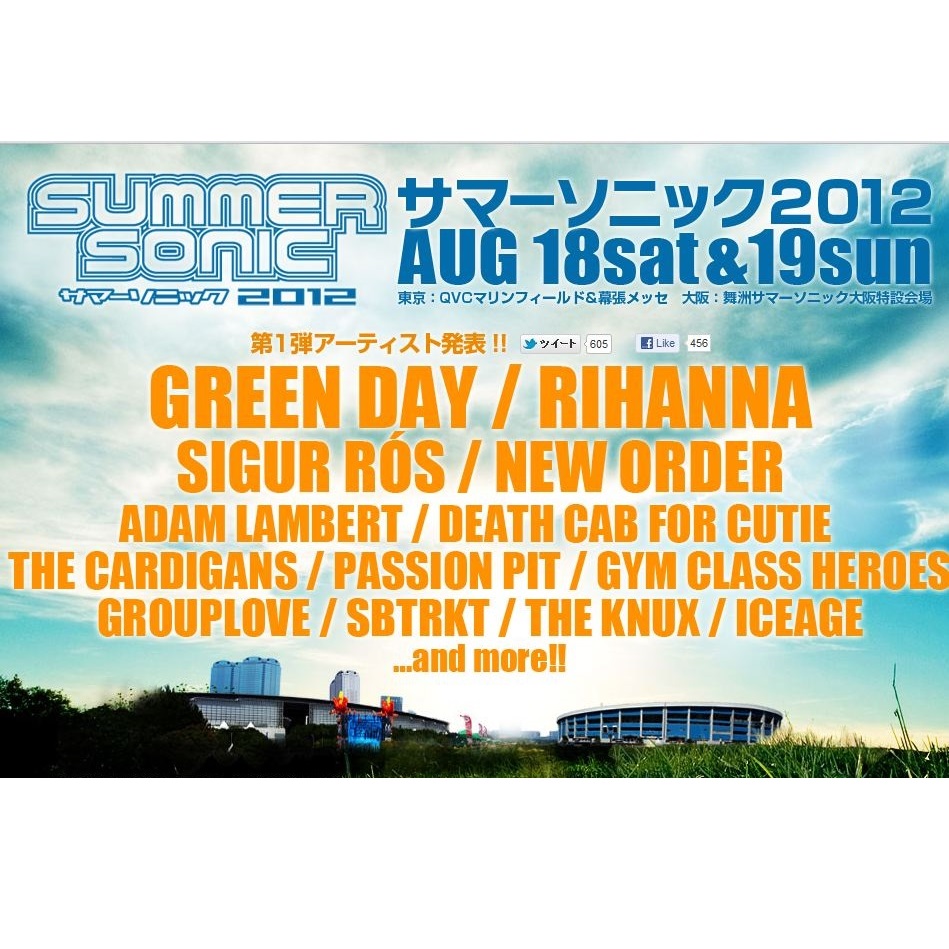 SUMMER
SONIC
サマーソニック 2012
サマーソニック2012
AUG 18sat&19sun
東京:QVCマリンフィールド&幕張メッセ 大阪:舞洲サマーソニック大阪特設会場
第1弾アーティスト発表!! ツイート 605 Like 456
GREEN DAY / RIHANNA
SIGUR RÓS / NEW ORDER
ADAM LAMBERT / DEATH CAB FOR CUTIE
THE CARDIGANS / PASSION PIT / GYM CLASS HEROES
GROUPLOVE / SBTRKT / THE KNUX / ICEAGE
...and more!!